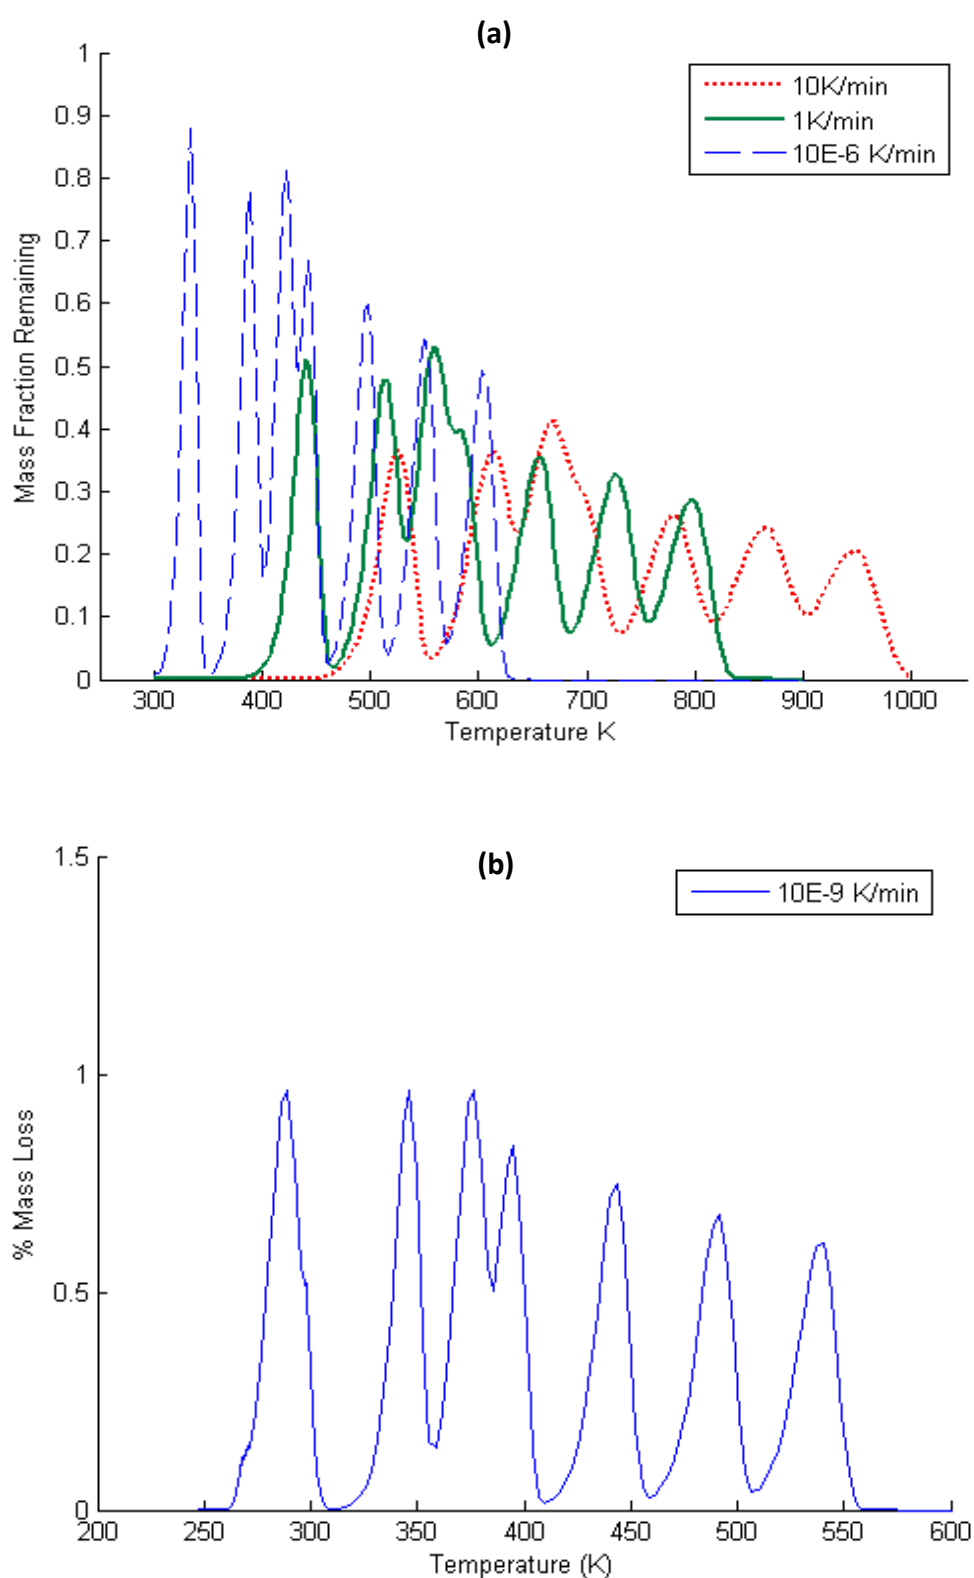 (a)
1
0.9
0.8
0.7
0.6
0.5
0.4
0.3
0.2
0.1
0
Mass Fraction Remaining
10K/min
1K/min
10E-6 K/min
300 400 500 600 700 800 900 1000
Temperature K
(b)
1.5
1
0.5
0
% Mass Loss
10E-9 K/min
200 250 300 350 400 450 500 550 600
Temperature (K)